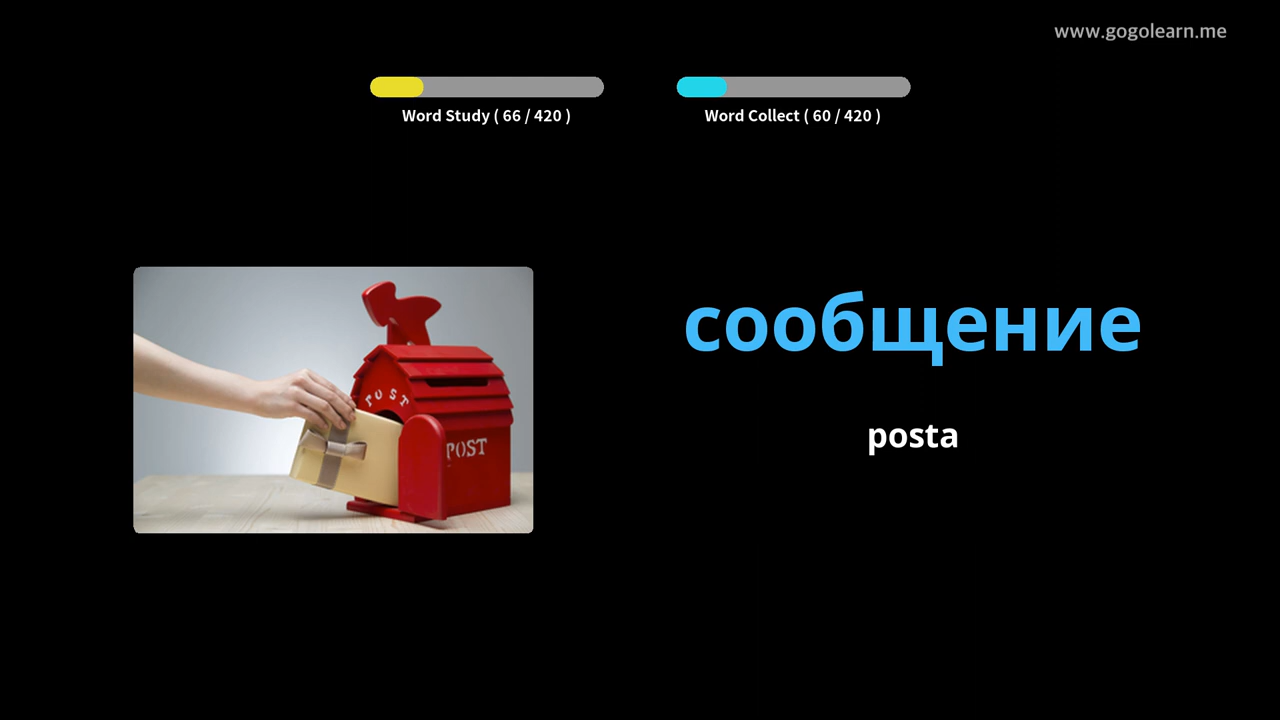 www.gogolearn.me
Word Study ( 66 / 420 )
Word Collect ( 60 / 420 )
POST
POST
сообщение
posta